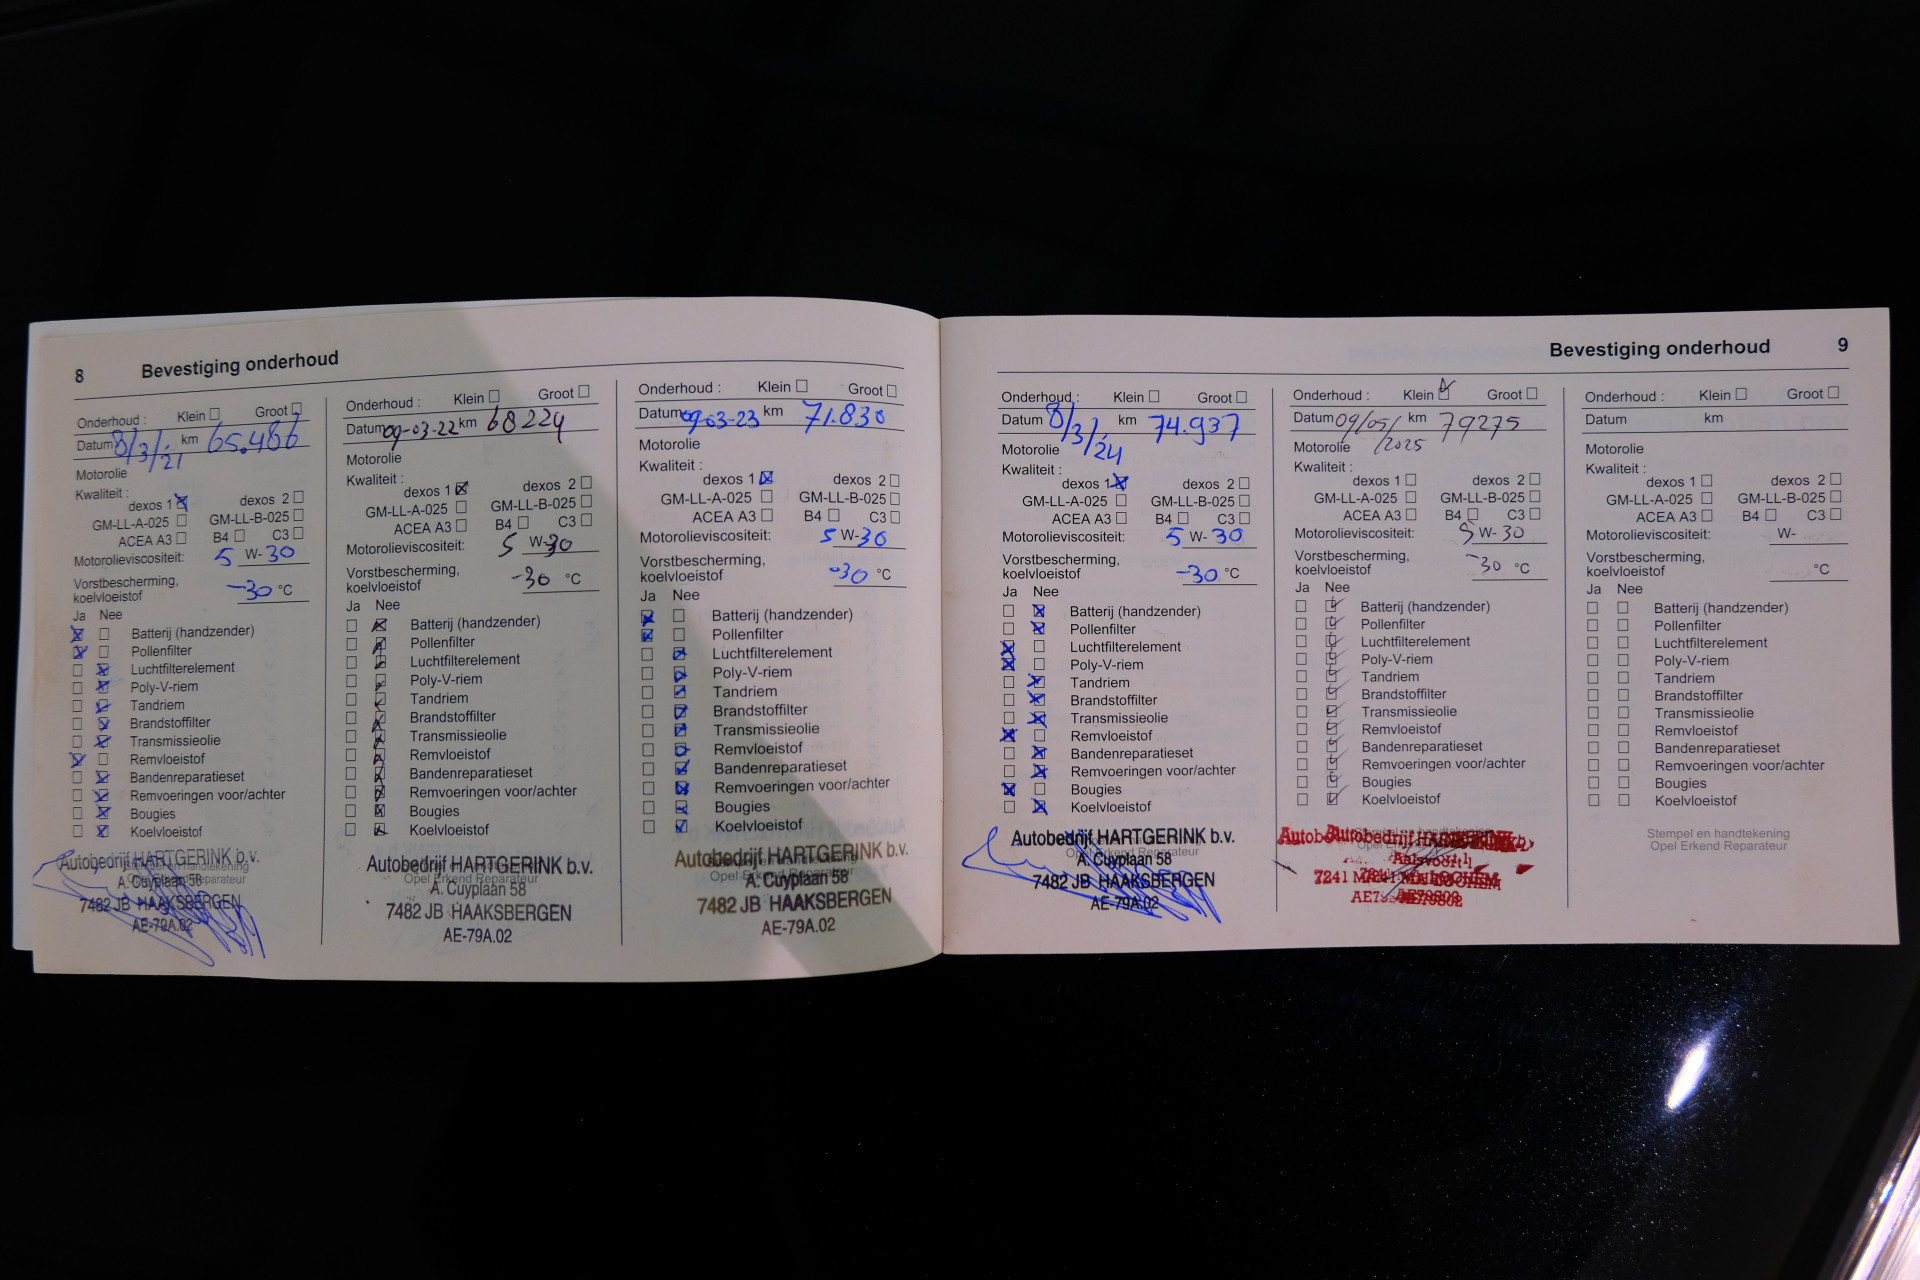 8 Bevestiging onderhoud
Onderhoud : Klein Groot
Datum 8/3/'21 km 65.486
Motorolie
Kwaliteit :
dexos 1 dexos 2
GM-LL-A-025 GM-LL-B-025
ACEA A3 B4 C3
Motorolieviscositeit: 5 W-30
Vorstbescherming,
koelvloeistof -30 °C
Ja Nee
Batterij (handzender)
Pollenfilter
Luchtfilterelement
Poly-V-riem
Tandriem
Brandstoffilter
Transmissieolie
Remvloeistof
Bandenreparatieset
Remvoeringen voor/achter
Bougies
Koelvloeistof
Autobedrijf HARTGERINK b.v.
A. Cuyplaan 58
7482 JB HAAKSBERGEN
AE-79A.02
Onderhoud : Klein Groot
Datum 09-03-22 km 68224
Motorolie
Kwaliteit :
dexos 1 dexos 2
GM-LL-A-025 GM-LL-B-025
ACEA A3 B4 C3
Motorolieviscositeit: 5 W-30
Vorstbescherming,
koelvloeistof -30 °C
Ja Nee
Batterij (handzender)
Pollenfilter
Luchtfilterelement
Poly-V-riem
Tandriem
Brandstoffilter
Transmissieolie
Remvloeistof
Bandenreparatieset
Remvoeringen voor/achter
Bougies
Koelvloeistof
Autobedrijf HARTGERINK b.v.
Opel Erkend Reparateur
A. Cuyplaan 58
7482 JB HAAKSBERGEN
AE-79A.02
Onderhoud : Klein Groot
Datum 09-03-23 km 71.830
Motorolie
Kwaliteit :
dexos 1 dexos 2
GM-LL-A-025 GM-LL-B-025
ACEA A3 B4 C3
Motorolieviscositeit: 5 W-30
Vorstbescherming,
koelvloeistof -30 °C
Ja Nee
Batterij (handzender)
Pollenfilter
Luchtfilterelement
Poly-V-riem
Tandriem
Brandstoffilter
Transmissieolie
Remvloeistof
Bandenreparatieset
Remvoeringen voor/achter
Bougies
Koelvloeistof
Autobedrijf HARTGERINK b.v.
Opel Erkend Reparateur
A. Cuyplaan 58
7482 JB HAAKSBERGEN
AE-79A.02
Bevestiging onderhoud 9
Onderhoud : Klein Groot
Datum 8/3/'24 km 74.937
Motorolie
Kwaliteit :
dexos 1 dexos 2
GM-LL-A-025 GM-LL-B-025
ACEA A3 B4 C3
Motorolieviscositeit: 5 W-30
Vorstbescherming,
koelvloeistof -30 °C
Ja Nee
Batterij (handzender)
Pollenfilter
Luchtfilterelement
Poly-V-riem
Tandriem
Brandstoffilter
Transmissieolie
Remvloeistof
Bandenreparatieset
Remvoeringen voor/achter
Bougies
Koelvloeistof
Autobedrijf HARTGERINK b.v.
Opel Erkend Reparateur
A. Cuyplaan 58
7482 JB HAAKSBERGEN
AE-79A.02
Onderhoud : Klein Groot
Datum 09/05/2025 km 79275
Motorolie
Kwaliteit :
dexos 1 dexos 2
GM-LL-A-025 GM-LL-B-025
ACEA A3 B4 C3
Motorolieviscositeit: 5 W-30
Vorstbescherming,
koelvloeistof -30 °C
Ja Nee
Batterij (handzender)
Pollenfilter
Luchtfilterelement
Poly-V-riem
Tandriem
Brandstoffilter
Transmissieolie
Remvloeistof
Bandenreparatieset
Remvoeringen voor/achter
Bougies
Koelvloeistof
Autobedrijf
7241 MA LOCHEM
Onderhoud : Klein Groot
Datum km
Motorolie
Kwaliteit :
dexos 1 dexos 2
GM-LL-A-025 GM-LL-B-025
ACEA A3 B4 C3
Motorolieviscositeit: W-
Vorstbescherming,
koelvloeistof °C
Ja Nee
Batterij (handzender)
Pollenfilter
Luchtfilterelement
Poly-V-riem
Tandriem
Brandstoffilter
Transmissieolie
Remvloeistof
Bandenreparatieset
Remvoeringen voor/achter
Bougies
Koelvloeistof
Stempel en handtekening
Opel Erkend Reparateur